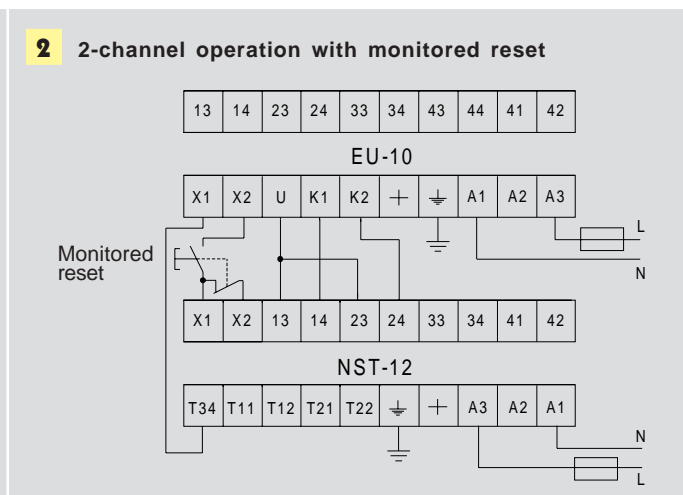 2 2-channel operation with monitored reset
13 14 23 24 33 34 43 44 41 42
EU-10
X1 X2 U K1 K2 + A1 A2 A3
L
N
Monitored
reset
X1 X2 13 14 23 24 33 34 41 42
NST-12
T34 T11 T12 T21 T22 + A3 A2 A1
N
L